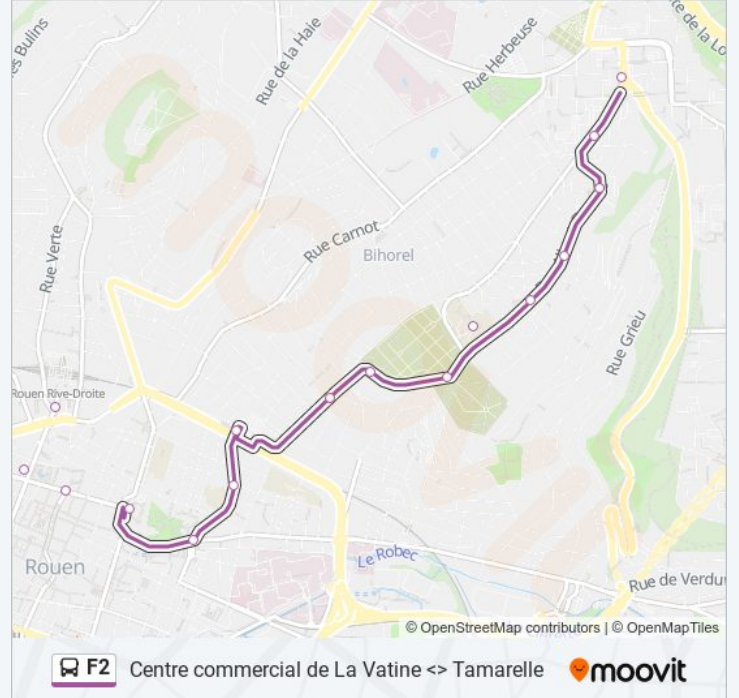 es Bulins
Rue de la Haie
Rue Herbeuse
te de la Lo
Rue Verte
Rue Carnot
Bihorel
Rue Grieu
Rouen Rive-Droite
Rouen
Le Robec
Rue de Verdu
© OpenStreetMap contributors | © OpenMapTiles
F2 Centre commercial de La Vatine <> Tamarelle moovit